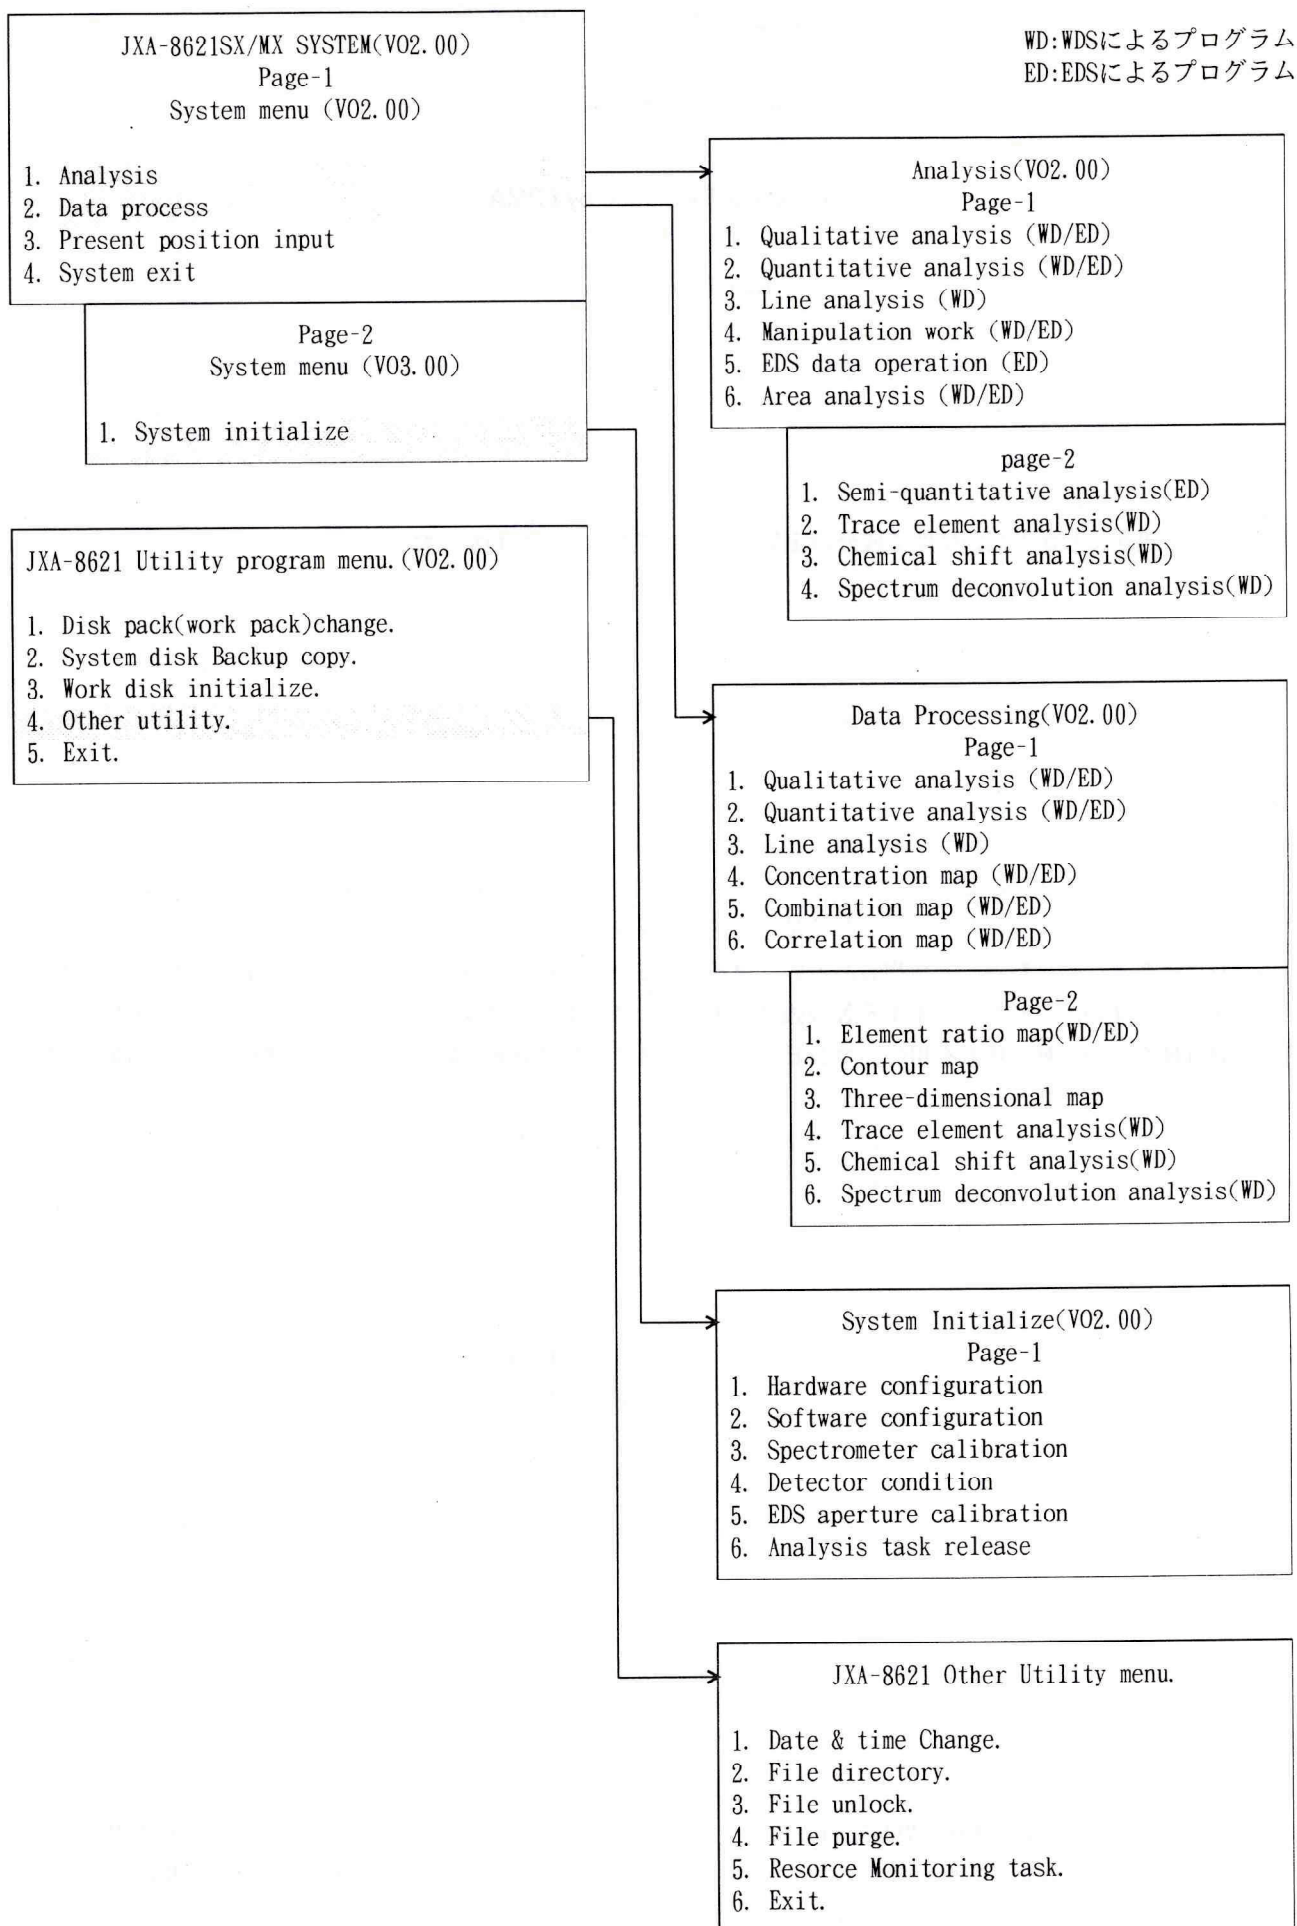 JXA-8621SX/MX SYSTEM(V02.00)
Page-1
System menu (V02.00)
1. Analysis
2. Data process
3. Present position input
4. System exit
Page-2
System menu (V03.00)
1. System initialize
JXA-8621 Utility program menu.(V02.00)
1. Disk pack(work pack)change.
2. System disk Backup copy.
3. Work disk initialize.
4. Other utility.
5. Exit.
WD:WDSによるプログラム
ED:EDSによるプログラム
Analysis(V02.00)
Page-1
1. Qualitative analysis (WD/ED)
2. Quantitative analysis (WD/ED)
3. Line analysis (WD)
4. Manipulation work (WD/ED)
5. EDS data operation (ED)
6. Area analysis (WD/ED)
page-2
1. Semi-quantitative analysis(ED)
2. Trace element analysis(WD)
3. Chemical shift analysis(WD)
4. Spectrum deconvolution analysis(WD)
Data Processing(V02.00)
Page-1
1. Qualitative analysis (WD/ED)
2. Quantitative analysis (WD/ED)
3. Line analysis (WD)
4. Concentration map (WD/ED)
5. Combination map (WD/ED)
6. Correlation map (WD/ED)
Page-2
1. Element ratio map(WD/ED)
2. Contour map
3. Three-dimensional map
4. Trace element analysis(WD)
5. Chemical shift analysis(WD)
6. Spectrum deconvolution analysis(WD)
System Initialize(V02.00)
Page-1
1. Hardware configuration
2. Software configuration
3. Spectrometer calibration
4. Detector condition
5. EDS aperture calibration
6. Analysis task release
JXA-8621 Other Utility menu.
1. Date & time Change.
2. File directory.
3. File unlock.
4. File purge.
5. Resorce Monitoring task.
6. Exit.